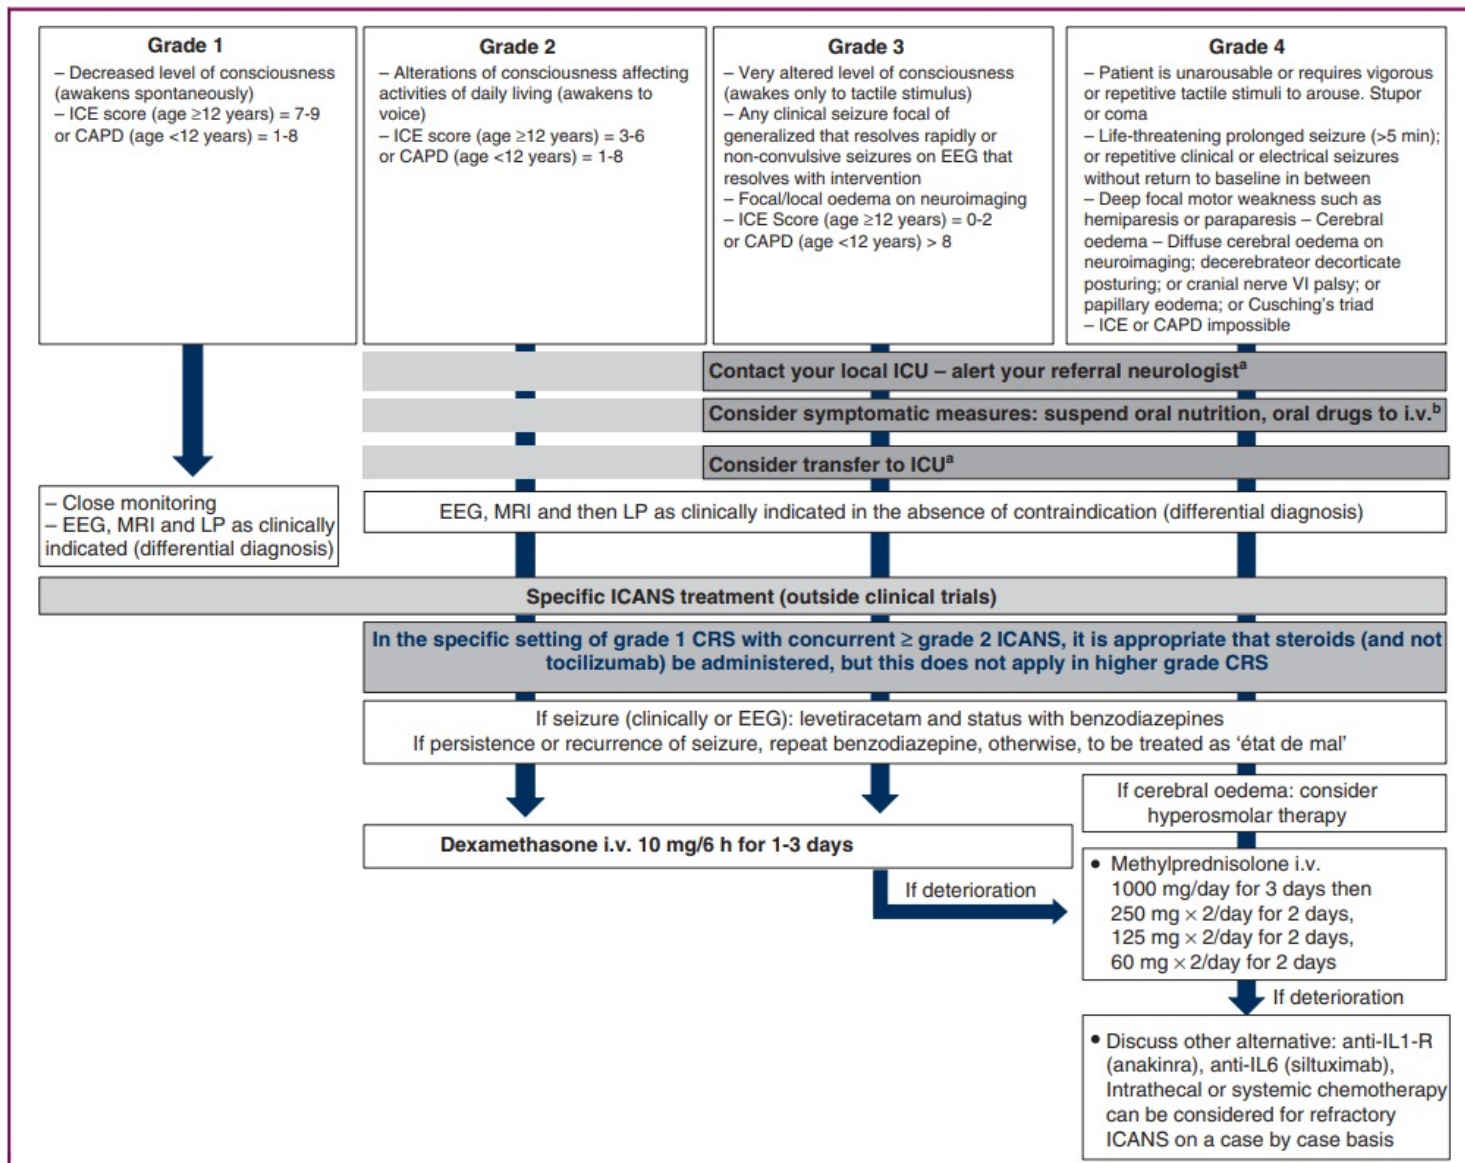 Grade 1
– Decreased level of consciousness
(awakens spontaneously)
– ICE score (age ≥12 years) = 7-9
or CAPD (age <12 years) = 1-8
Grade 2
– Alterations of consciousness affecting
activities of daily living (awakens to
voice)
– ICE score (age ≥12 years) = 3-6
or CAPD (age <12 years) = 1-8
Grade 3
– Very altered level of consciousness
(awakes only to tactile stimulus)
– Any clinical seizure focal of
generalized that resolves rapidly or
non-convulsive seizures on EEG that
resolves with intervention
– Focal/local oedema on neuroimaging
– ICE Score (age ≥12 years) = 0-2
or CAPD (age <12 years) > 8
Grade 4
– Patient is unarousable or requires vigorous
or repetitive tactile stimuli to arouse. Stupor
or coma
– Life-threatening prolonged seizure (>5 min);
or repetitive clinical or electrical seizures
without return to baseline in between
– Deep focal motor weakness such as
hemiparesis or paraparesis – Cerebral
oedema – Diffuse cerebral oedema on
neuroimaging; decerebrateor decorticate
posturing; or cranial nerve VI palsy; or
papillary eodema; or Cusching's triad
– ICE or CAPD impossible
Contact your local ICU – alert your referral neurologistᵃ
Consider symptomatic measures: suspend oral nutrition, oral drugs to i.v.ᵇ
Consider transfer to ICUᵃ
– Close monitoring
– EEG, MRI and LP as clinically
indicated (differential diagnosis)
EEG, MRI and then LP as clinically indicated in the absence of contraindication (differential diagnosis)
Specific ICANS treatment (outside clinical trials)
In the specific setting of grade 1 CRS with concurrent ≥ grade 2 ICANS, it is appropriate that steroids (and not
tocilizumab) be administered, but this does not apply in higher grade CRS
If seizure (clinically or EEG): levetiracetam and status with benzodiazepines
If persistence or recurrence of seizure, repeat benzodiazepine, otherwise, to be treated as 'état de mal'
If cerebral oedema: consider
hyperosmolar therapy
Dexamethasone i.v. 10 mg/6 h for 1-3 days
If deterioration
• Methylprednisolone i.v.
1000 mg/day for 3 days then
250 mg × 2/day for 2 days,
125 mg × 2/day for 2 days,
60 mg × 2/day for 2 days
If deterioration
• Discuss other alternative: anti-IL1-R
(anakinra), anti-IL6 (siltuximab),
Intrathecal or systemic chemotherapy
can be considered for refractory
ICANS on a case by case basis